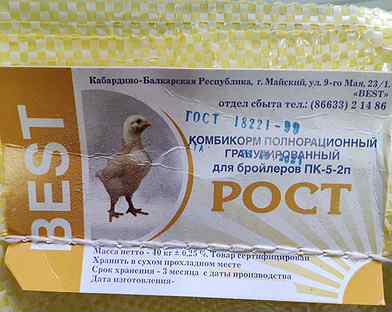 BEST
Кабардино-Балкарская Республика, г. Майский, ул. 9-го Мая, 23/1.
«BEST»
отдел сбыта тел.: (86633) 2 14 86
ГОСТ 18221-99
КОМБИКОРМ ПОЛНОРАЦИОННЫЙ
ГРАНУЛИРОВАННЫЙ
для бройлеров ПК-5-2п
РОСТ
Масса нетто - 40 кг ± 0,25 %. Товар сертифицирован
Хранить в сухом прохладном месте
Срок хранения - 3 месяца с даты производства
Дата изготовления-